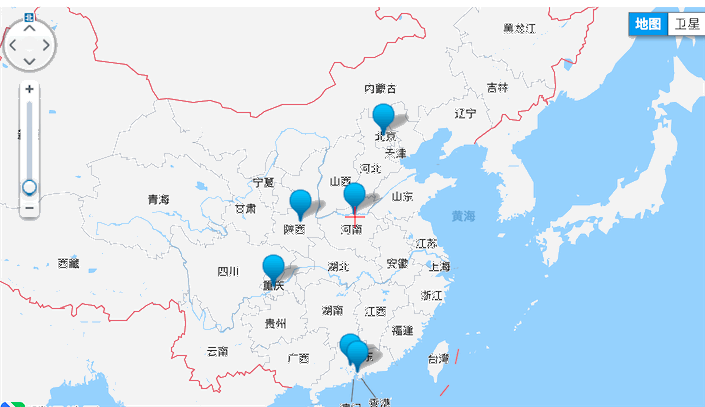 北
黑龙江
地图 卫星
内蒙古
吉林
辽宁
北京
天津
河北
山西
宁夏
山东
青海
甘肃
陕西
河南
黄海
江苏
西藏
四川
湖北
安徽
上海
重庆
浙江
湖南
江西
贵州
福建
云南
广西
台湾
香港